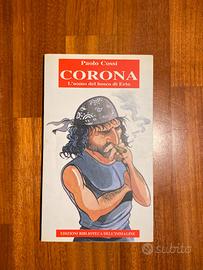 Paolo Cossi
CORONA
L'uomo del bosco di Erto
EDIZIONI BIBLIOTECA DELL'IMMAGINE
subito